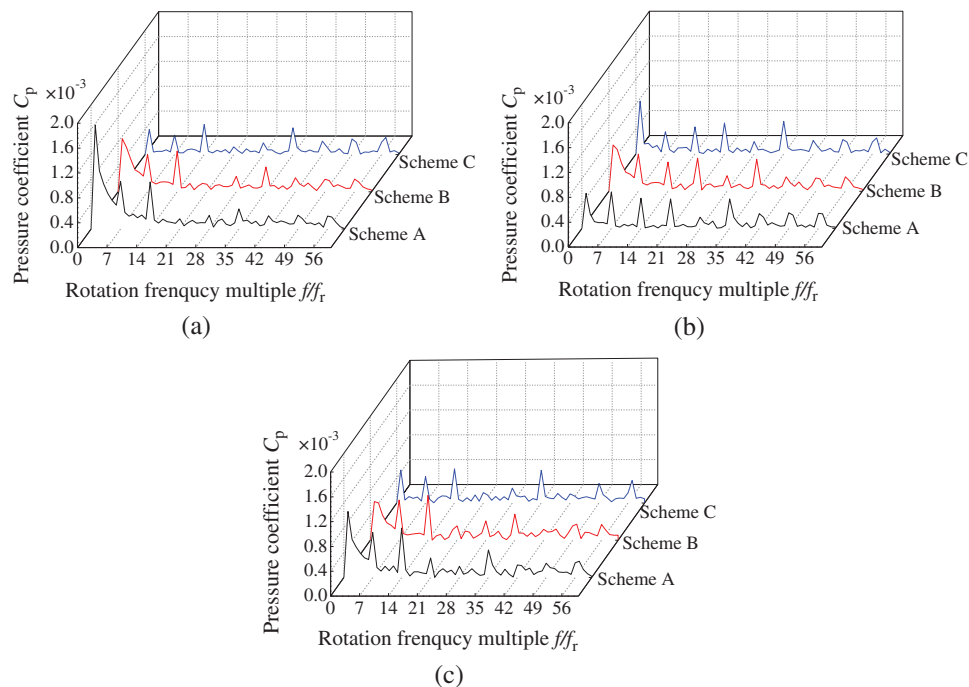 ×10-3
Pressure coefficient Cp
2.0
1.6
1.2
0.8
0.4
0.0
0 7 14 21 28 35 42 49 56
Scheme C
Scheme B
Scheme A
Rotation frenqucy multiple f/fr
(a)
×10-3
Pressure coefficient Cp
2.0
1.6
1.2
0.8
0.4
0.0
0 7 14 21 28 35 42 49 56
Scheme C
Scheme B
Scheme A
Rotation frenqucy multiple f/fr
(b)
×10-3
Pressure coefficient Cp
2.0
1.6
1.2
0.8
0.4
0.0
0 7 14 21 28 35 42 49 56
Scheme C
Scheme B
Scheme A
Rotation frenqucy multiple f/fr
(c)